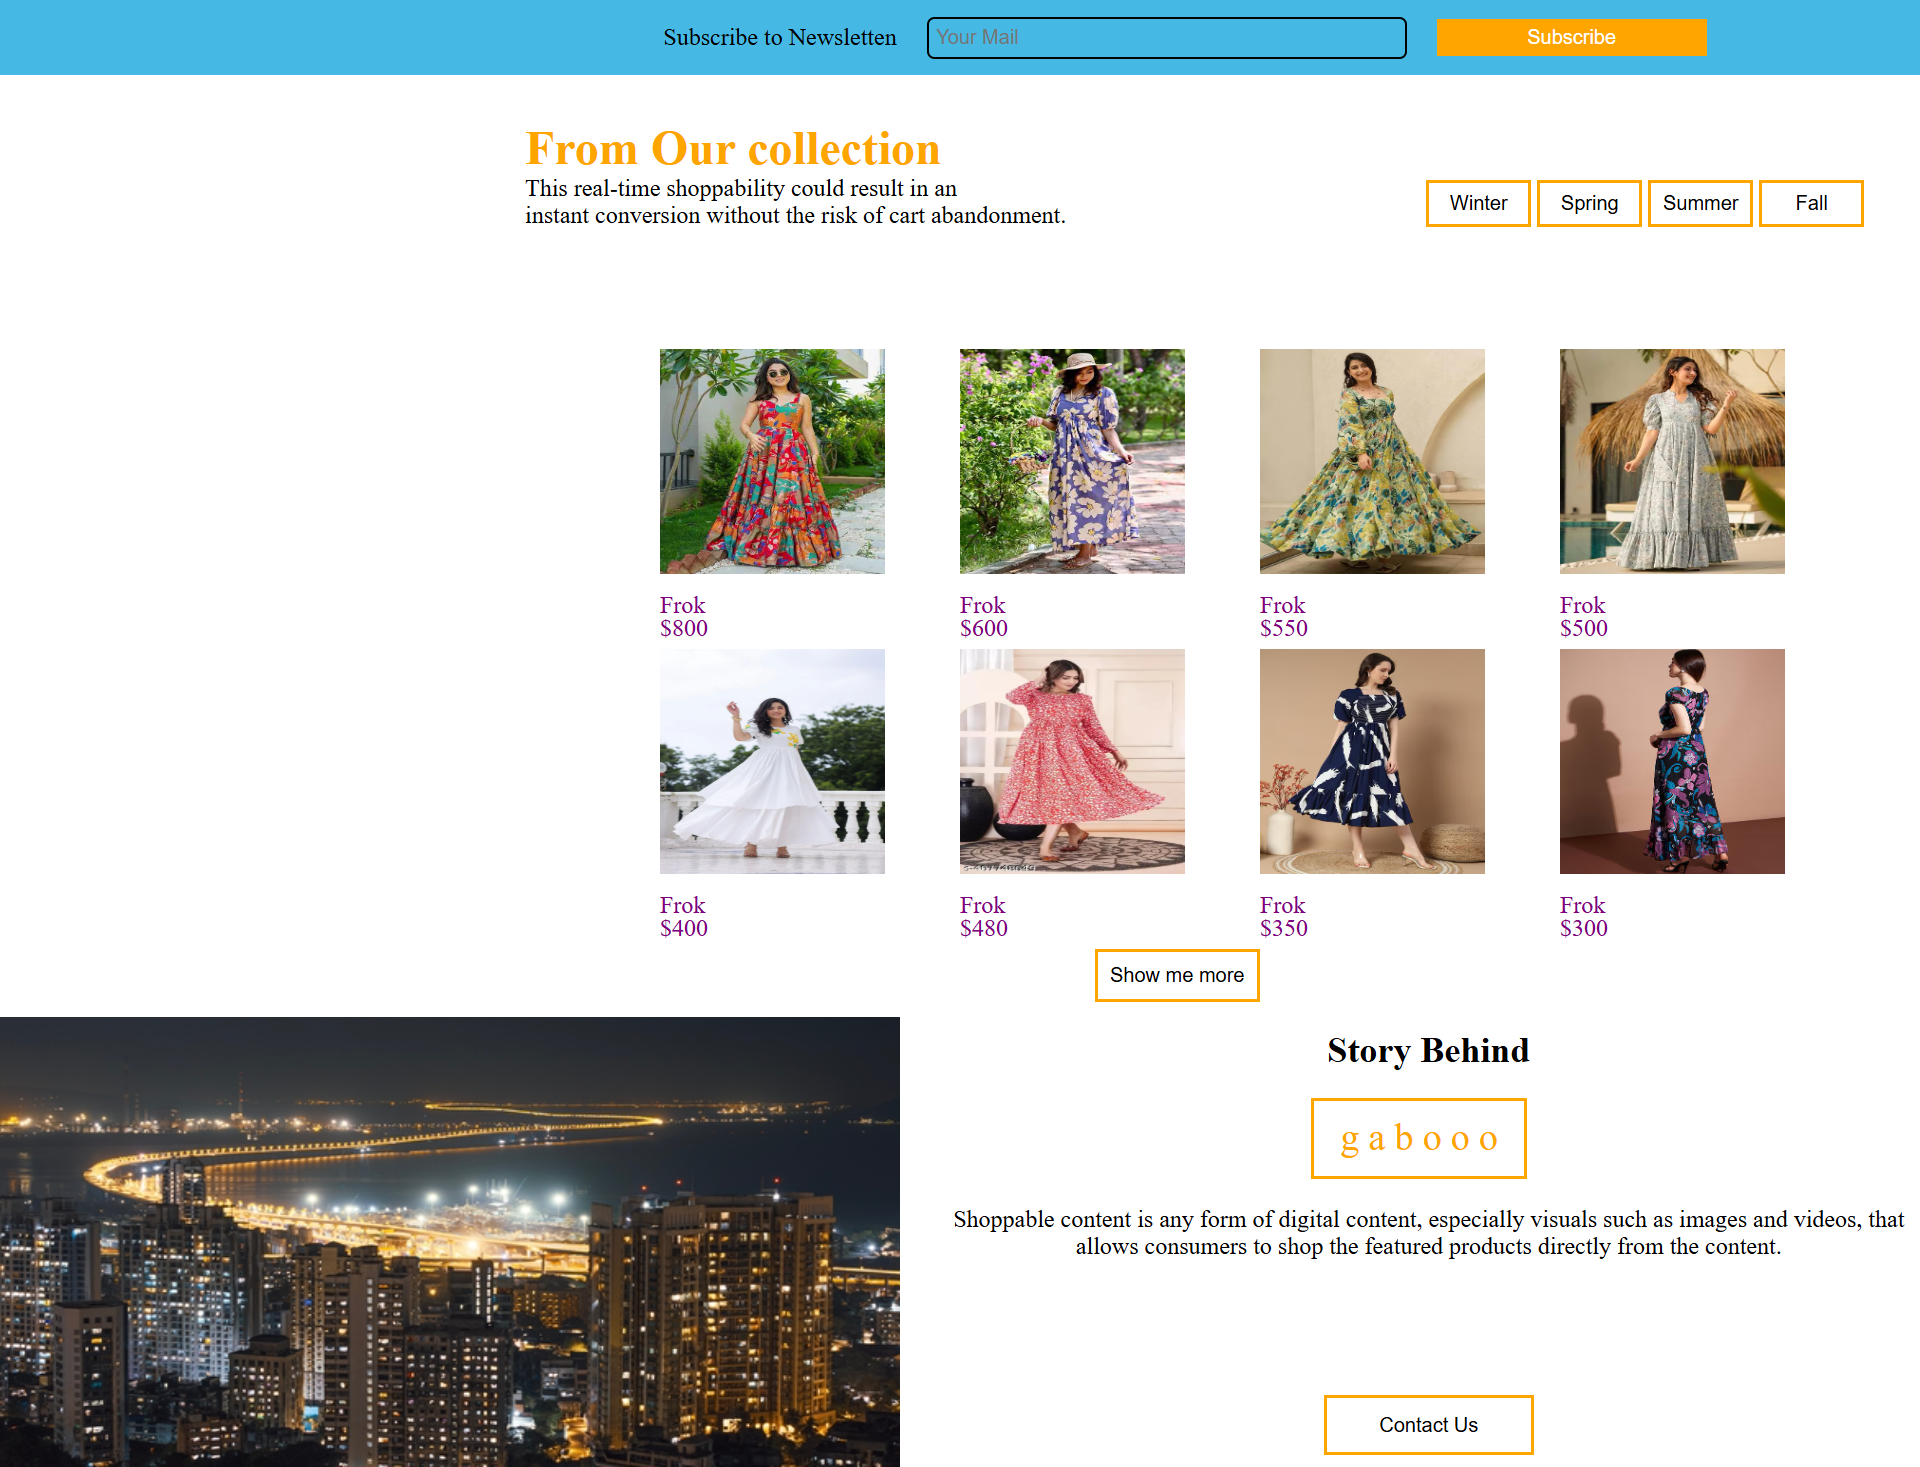 Subscribe to Newsletten
Your Mail
Subscribe
From Our collection
This real-time shoppability could result in an
instant conversion without the risk of cart abandonment.
Winter
Spring
Summer
Fall
Frok
$800
Frok
$600
Frok
$550
Frok
$500
Frok
$400
Frok
$480
Frok
$350
Frok
$300
Show me more
Story Behind
g a b o o o
Shoppable content is any form of digital content, especially visuals such as images and videos, that
allows consumers to shop the featured products directly from the content.
Contact Us